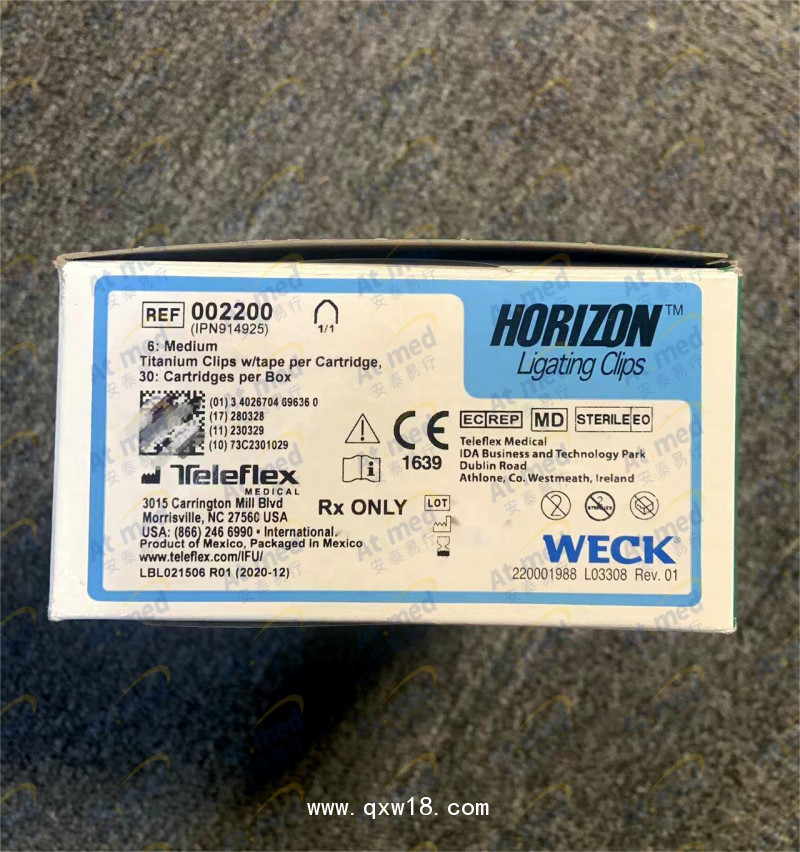 REF 002200
(IPN914925)
1/1
6: Medium
Titanium Clips w/tape per Cartridge,
30: Cartridges per Box
HORIZON™
Ligating Clips
(01) 3 4026704 69636 0
(17) 280328
(11) 230329
(10) 73C2301029
CE
1639
EC REP MD STERILE EO
Teleflex Medical
IDA Business and Technology Park
Dublin Road
Athlone, Co. Westmeath, Ireland
Teleflex
MEDICAL
3015 Carrington Mill Blvd
Morrisville, NC 27560 USA
USA: (866) 246 6990 • International.
Product of Mexico, Packaged in Mexico
www.teleflex.com/IFU/
LBL021506 R01 (2020-12)
Rx ONLY
LOT
WECK®
220001988 L03308 Rev. 01
At med
安泰易行
www.qxw18.com